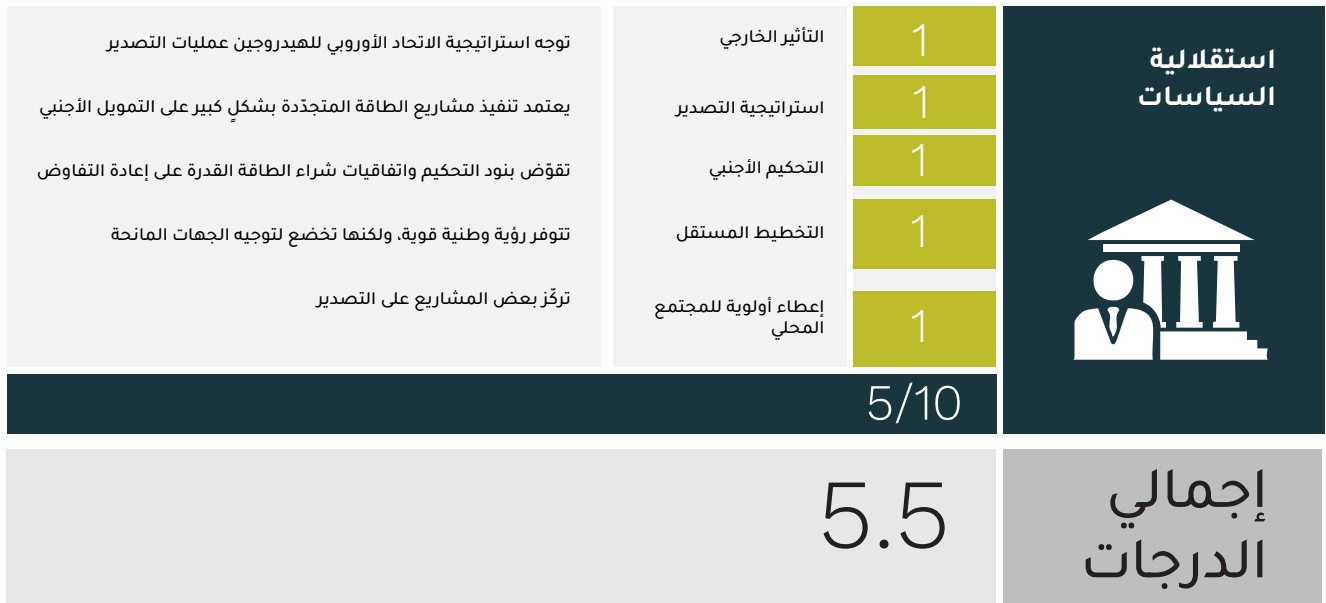 استقلالية
السياسات
1
التأثير الخارجي
توجه استراتيجية الاتحاد الأوروبي للهيدروجين عمليات التصدير
1
استراتيجية التصدير
يعتمد تنفيذ مشاريع الطاقة المتجدّدة بشكلٍ كبير على التمويل الأجنبي
1
التحكيم الأجنبي
تقوّض بنود التحكيم واتفاقيات شراء الطاقة القدرة على إعادة التفاوض
1
التخطيط المستقل
تتوفر رؤية وطنية قوية، ولكنها تخضع لتوجيه الجهات المانحة
1
إعطاء أولوية للمجتمع
المحلي
تركّز بعض المشاريع على التصدير
5/10
إجمالي
الدرجات
5.5